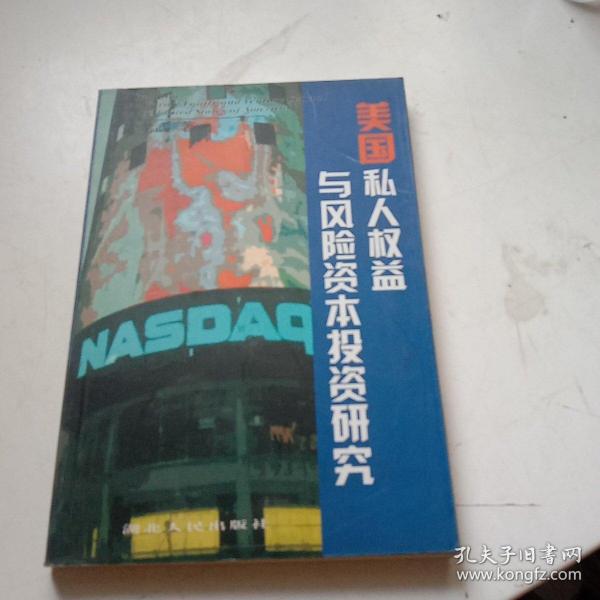 美国私人权益
与风险资本投资研究
NASDAQ
湖北人民出版社
孔夫子旧书网
www.kongfz.com